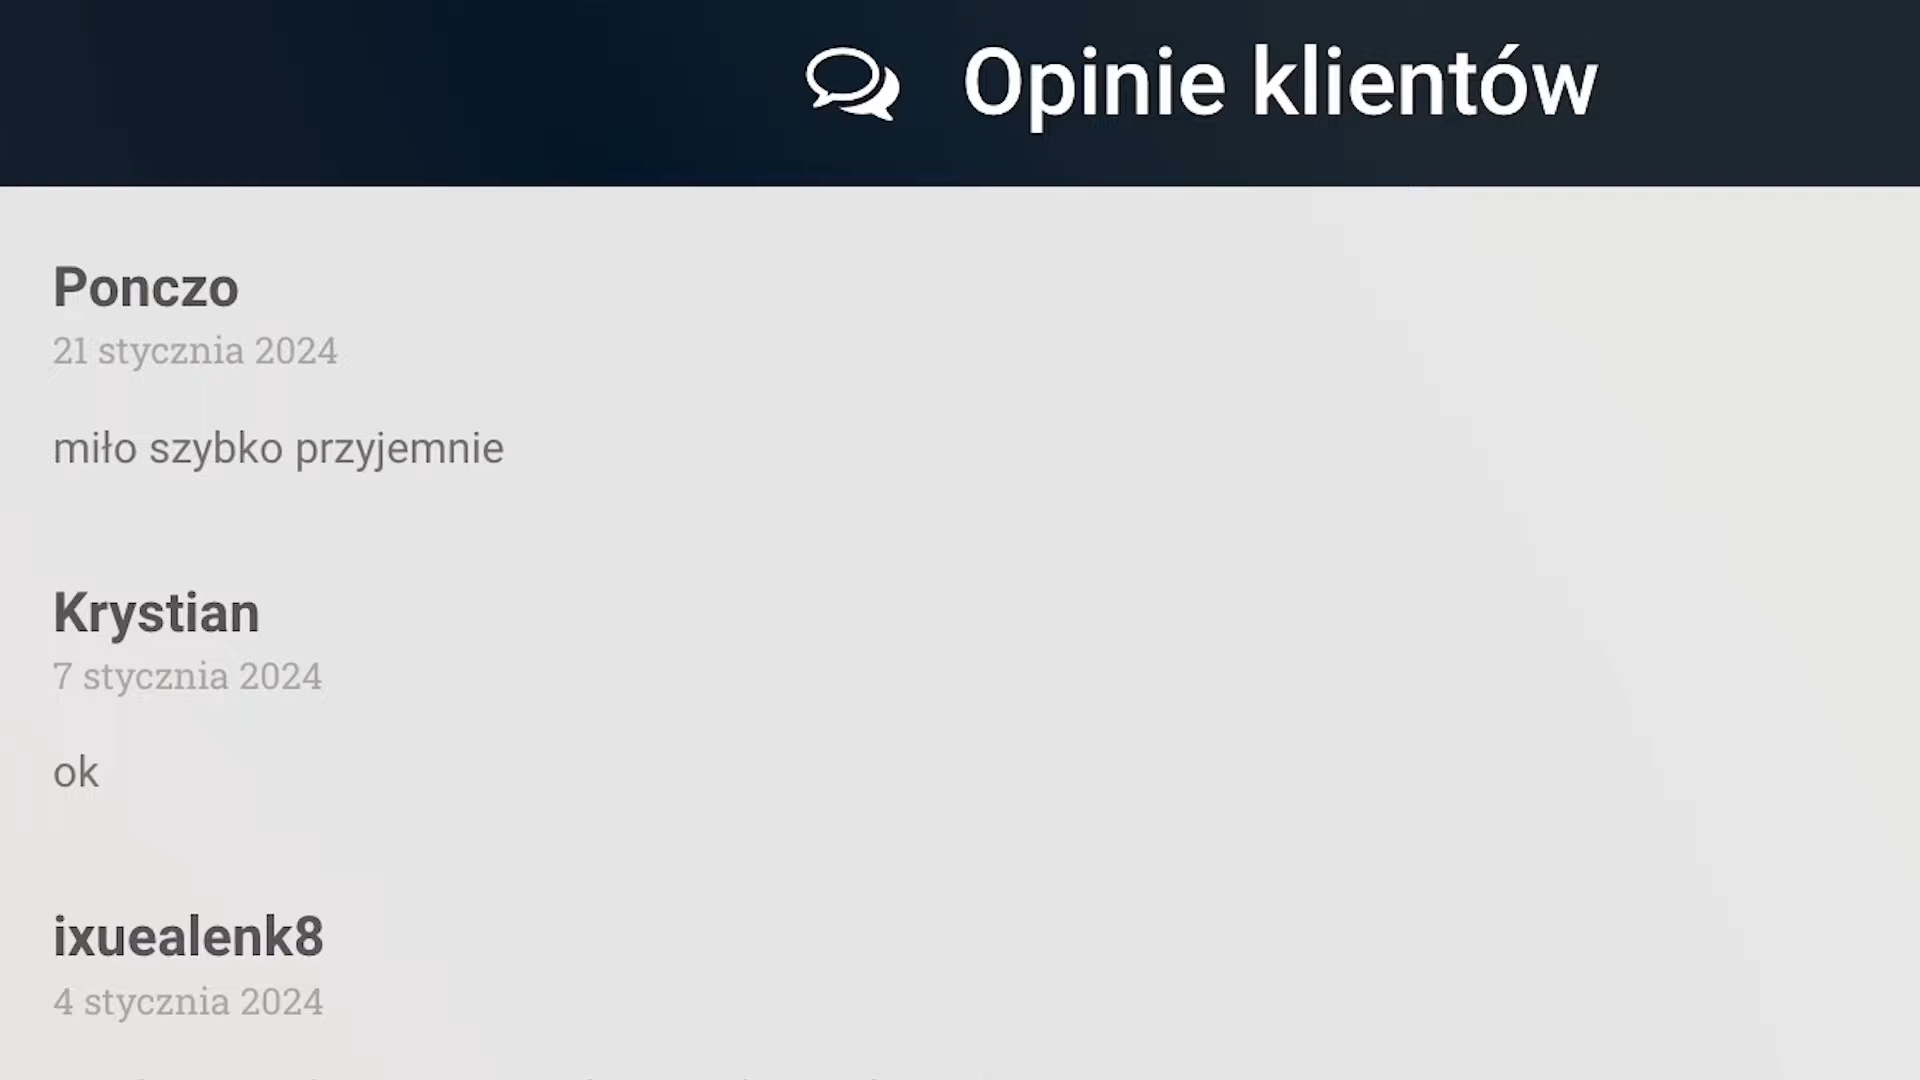 Opinie klientów
Ponczo
21 stycznia 2024
miło szybko przyjemnie
Krystian
7 stycznia 2024
ok
ixuealenk8
4 stycznia 2024